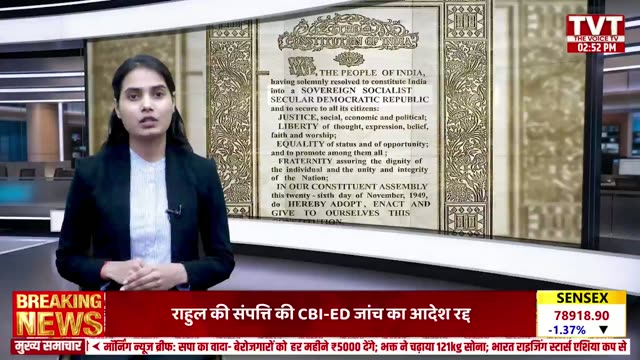 TVT
THE VOICE TV
02:52 PM
CONSTITUTION OF INDIA
WE, THE PEOPLE OF INDIA,
having solemnly resolved to constitute India
into a SOVEREIGN SOCIALIST
SECULAR DEMOCRATIC REPUBLIC
and to secure to all its citizens:
JUSTICE, social, economic and political;
LIBERTY of thought, expression, belief,
faith and worship;
EQUALITY of status and of opportunity;
and to promote among them all ;
FRATERNITY assuring the dignity of
the individual and the unity and integrity
of the Nation;
IN OUR CONSTITUENT ASSEMBLY
this twenty-sixth day of November, 1949,
do HEREBY ADOPT, ENACT AND
GIVE TO OURSELVES THIS
BREAKING
NEWS
राहुल की संपत्ति की CBI-ED जांच का आदेश रद्द
SENSEX
78918.90
-1.37%
मुख्य समाचार
मॉर्निंग न्यूज ब्रीफ: सपा का वादा- बेरोजगारों को हर महीने ₹5000 देंगे; भक्त ने चढ़ाया 121kg सोना; भारत राइजिंग स्टार्स एशिया कप से